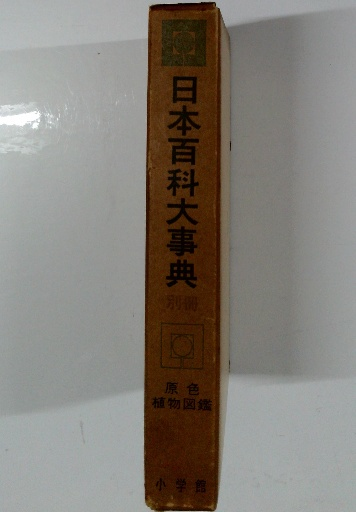 日本百科大事典
別冊
原色
植物図鑑
小学館